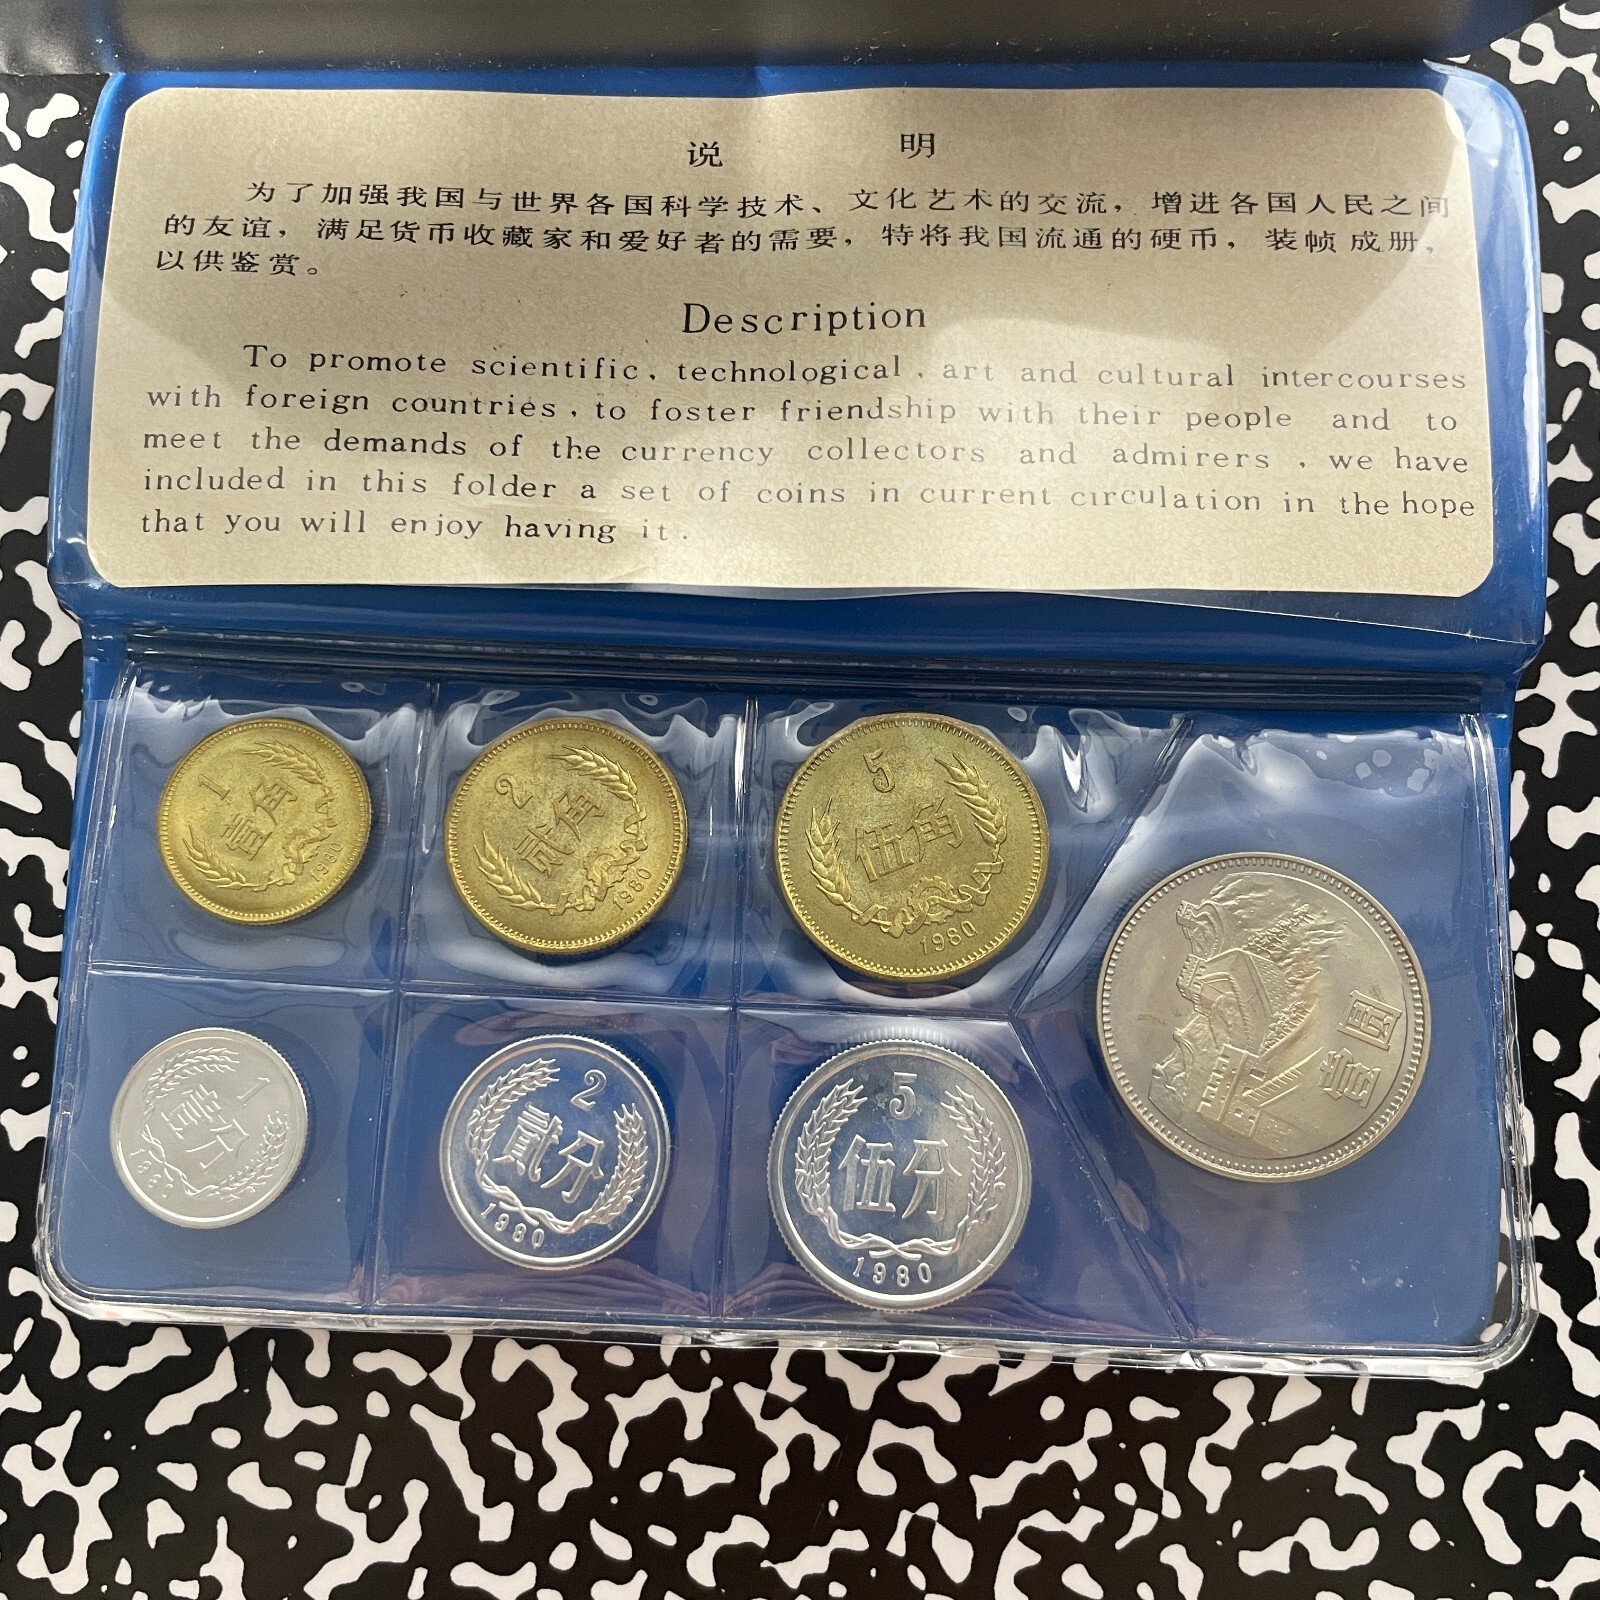 说 明
为了加强我国与世界各国科学技术、文化艺术的交流，增进各国人民之间
的友谊，满足货币收藏家和爱好者的需要，特将我国流通的硬币，装帧成册，
以供鉴赏。
Description
To promote scientific, technological, art and cultural intercourses
with foreign countries, to foster friendship with their people and to
meet the demands of the currency collectors and admirers, we have
included in this folder a set of coins in current circulation in the hope
that you will enjoy having it.
1
壹角
1980
2
贰角
1980
5
伍角
1980
壹圆
1
壹分
1980
2
貳分
1980
5
伍分
1980